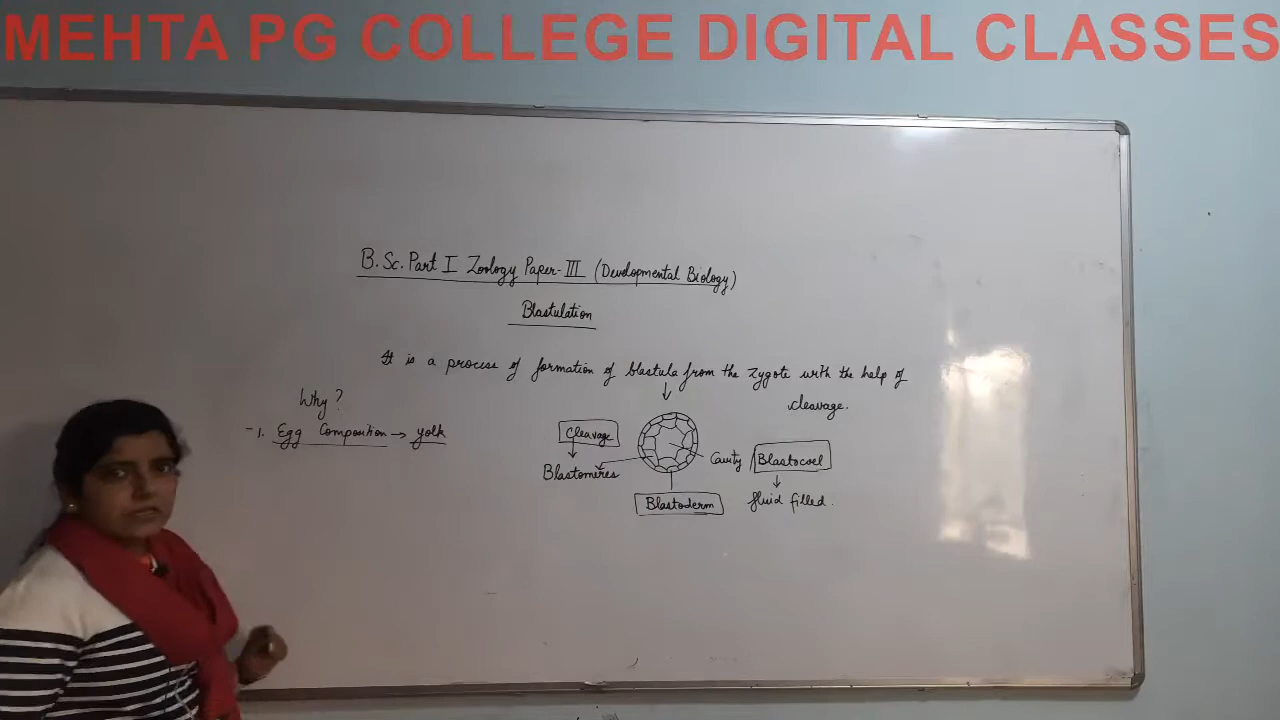 MEHTA PG COLLEGE DIGITAL CLASSES
B.Sc. Part I Zoology Paper-III (Developmental Biology)
Blastulation
It is a process of formation of blastula from the zygote with the help of
cleavage.
Why?
1. Egg Composition → yolk
Cleavage
Blastomeres
Cavity Blastocoel
Blastoderm
fluid filled.